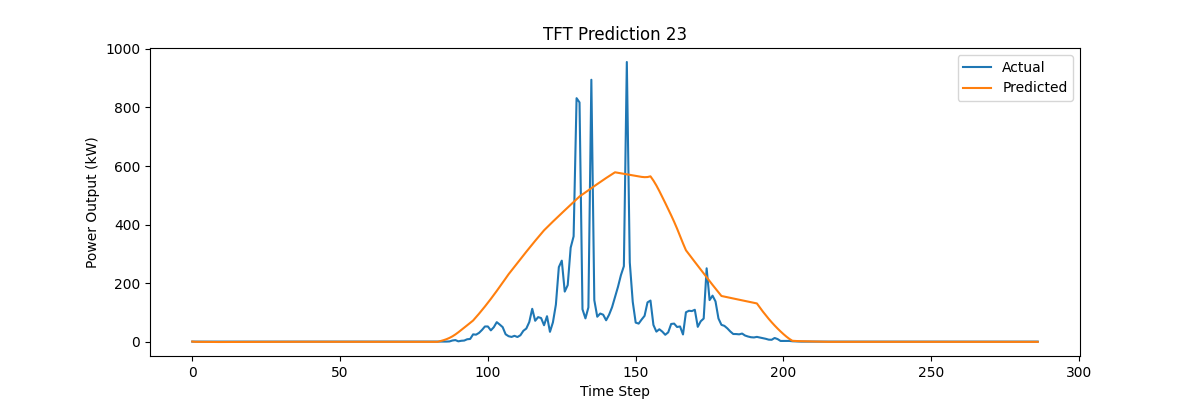 TFT Prediction 23
Power Output (kW)
1000
800
600
400
200
0
Actual
Predicted
0 50 100 150 200 250 300
Time Step